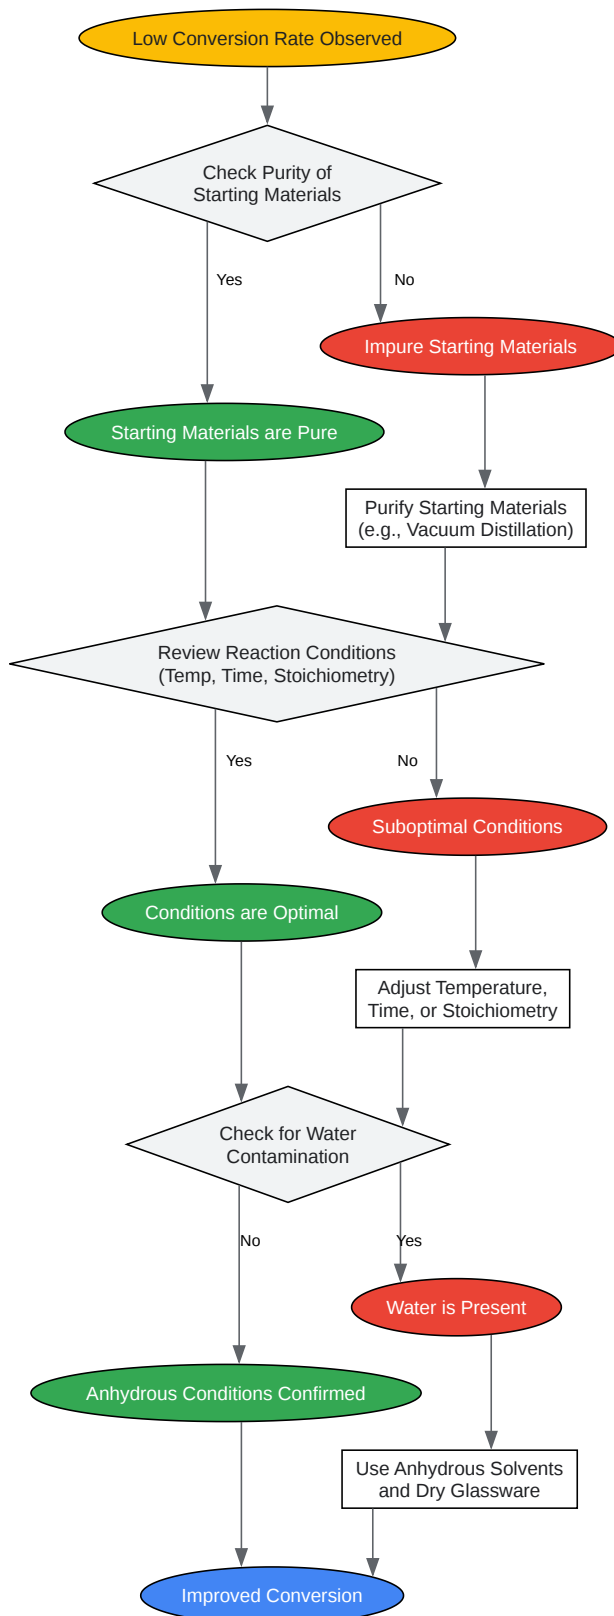 Low Conversion Rate Observed
Check Purity of
Starting Materials
Yes
No
Impure Starting Materials
Starting Materials are Pure
Purify Starting Materials
(e.g., Vacuum Distillation)
Review Reaction Conditions
(Temp, Time, Stoichiometry)
Yes
No
Suboptimal Conditions
Conditions are Optimal
Adjust Temperature,
Time, or Stoichiometry
Check for Water
Contamination
No
Yes
Water is Present
Anhydrous Conditions Confirmed
Use Anhydrous Solvents
and Dry Glassware
Improved Conversion